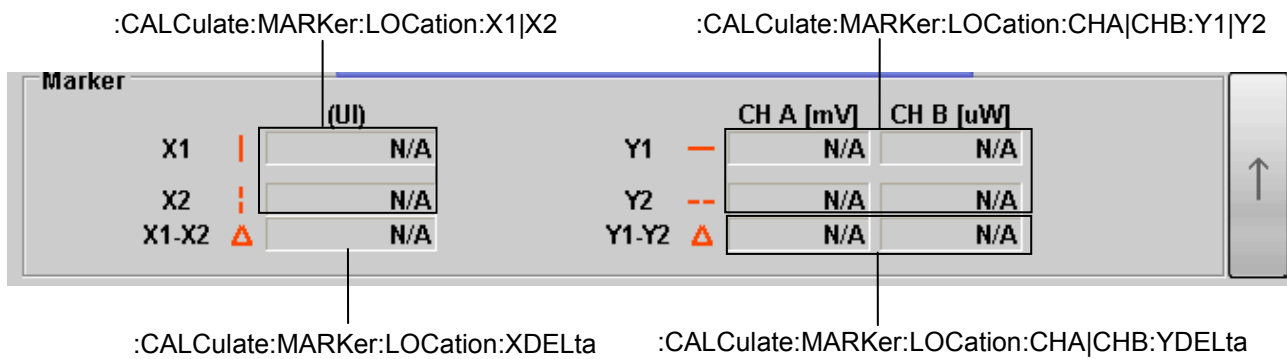 :CALCulate:MARKer:LOCation:X1|X2 :CALCulate:MARKer:LOCation:CHA|CHB:Y1|Y2
Marker
(UI) CH A [mV] CH B [uW]
X1 N/A Y1 N/A N/A
X2 N/A Y2 N/A N/A
X1-X2 N/A Y1-Y2 N/A N/A
:CALCulate:MARKer:LOCation:XDELta :CALCulate:MARKer:LOCation:CHA|CHB:YDELta